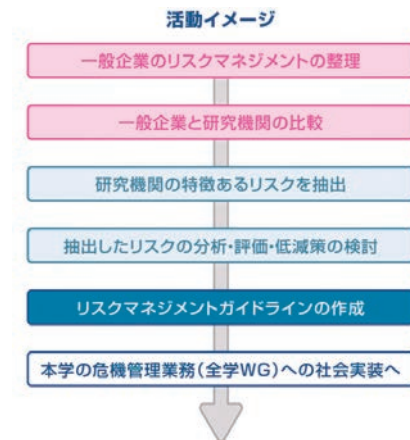 活動イメージ
一般企業のリスクマネジメントの整理
一般企業と研究機関の比較
研究機関の特徴あるリスクを抽出
抽出したリスクの分析・評価・低減策の検討
リスクマネジメントガイドラインの作成
本学の危機管理業務(全学WG)への社会実装へ